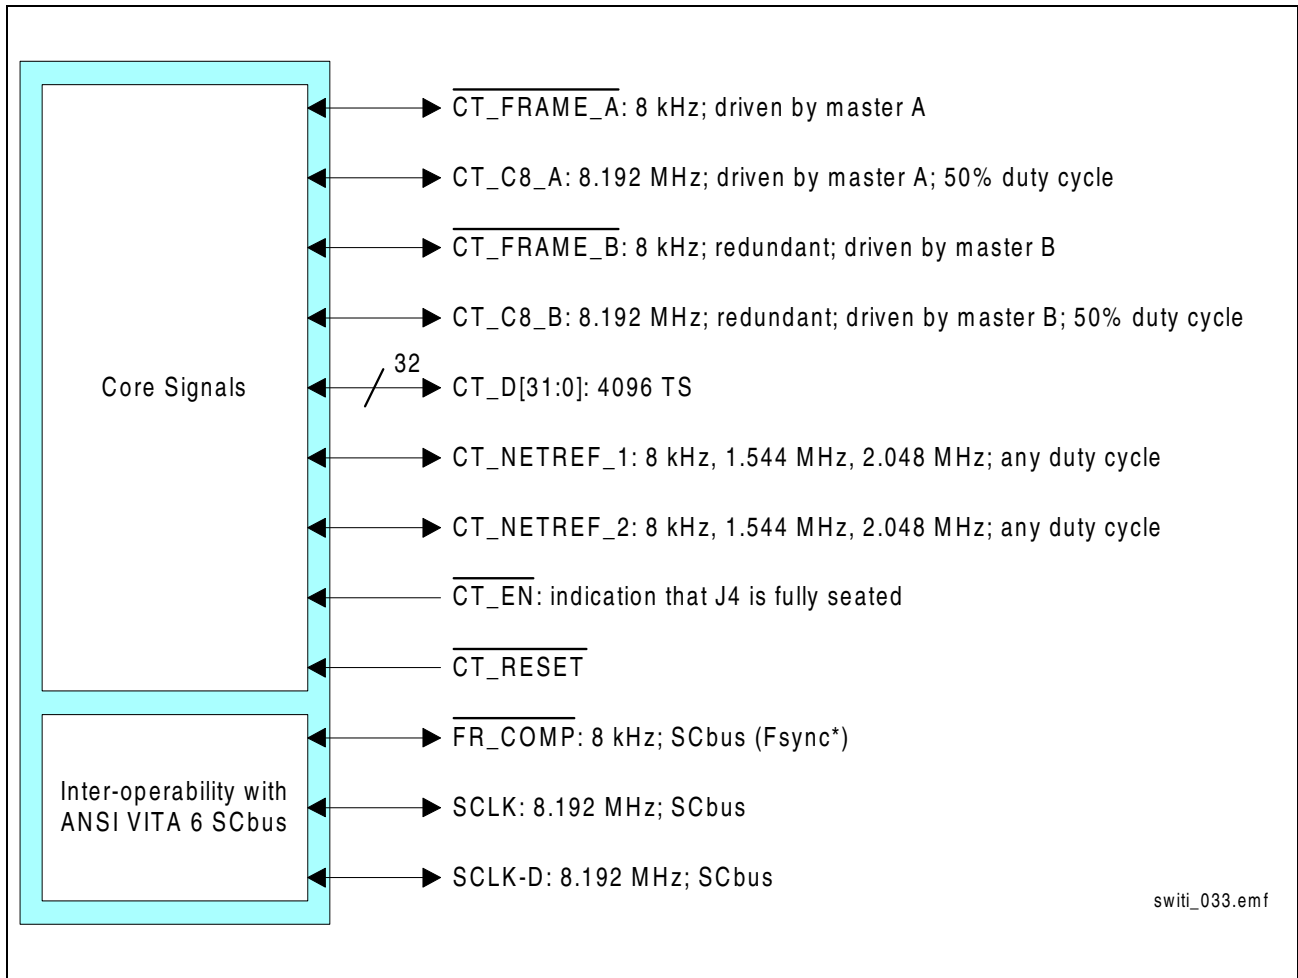 CT_FRAME_A: 8 kHz; driven by master A
CT_C8_A: 8.192 MHz; driven by master A; 50% duty cycle
CT_FRAME_B: 8 kHz; redundant; driven by master B
CT_C8_B: 8.192 MHz; redundant; driven by master B; 50% duty cycle
32
Core Signals
CT_D[31:0]: 4096 TS
CT_NETREF_1: 8 kHz, 1.544 MHz, 2.048 MHz; any duty cycle
CT_NETREF_2: 8 kHz, 1.544 MHz, 2.048 MHz; any duty cycle
CT_EN: indication that J4 is fully seated
CT_RESET
FR_COMP: 8 kHz; SCbus (Fsync*)
Inter-operability with
ANSI VITA 6 SCbus
SCLK: 8.192 MHz; SCbus
SCLK-D: 8.192 MHz; SCbus
switi_033.emf